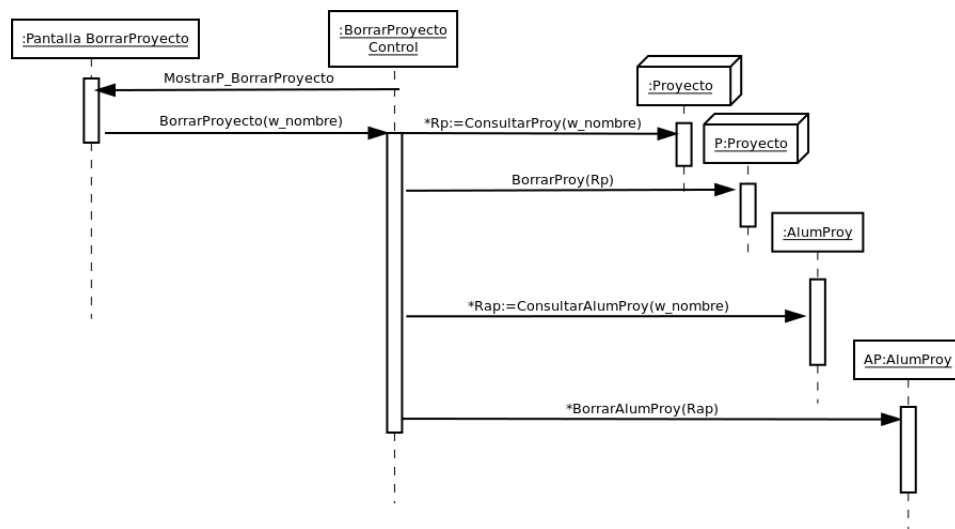 :Pantalla BorrarProyecto
:BorrarProyecto
Control
MostrarP_BorrarProyecto
:Proyecto
BorrarProyecto(w_nombre)
*Rp:=ConsultarProy(w_nombre)
P:Proyecto
BorrarProy(Rp)
:AlumProy
*Rap:=ConsultarAlumProy(w_nombre)
AP:AlumProy
*BorrarAlumProy(Rap)